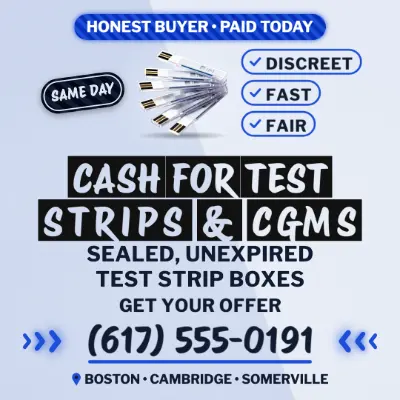 HONEST BUYER • PAID TODAY
SAME DAY
DISCREET
FAST
FAIR
CASH FOR TEST
STRIPS & CGMS
SEALED, UNEXPIRED
TEST STRIP BOXES
GET YOUR OFFER
(617) 555-0191
BOSTON • CAMBRIDGE • SOMERVILLE